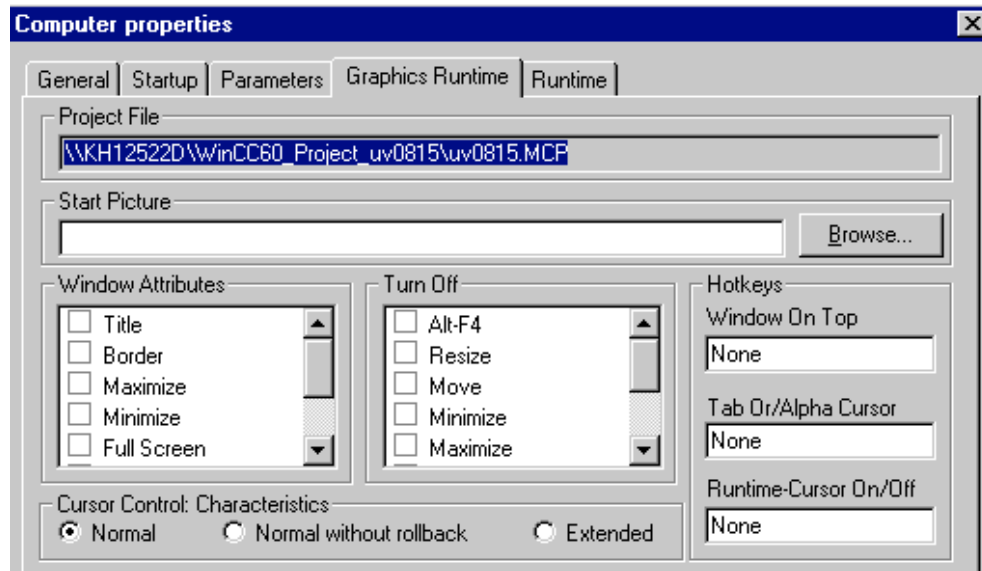 Computer properties
General Startup Parameters Graphics Runtime Runtime
Project File
\\KH12522D\WinCC60_Project_uv0815\uv0815.MCP
Start Picture
Browse...
Window Attributes
Title
Border
Maximize
Minimize
Full Screen
Turn Off
Alt-F4
Resize
Move
Minimize
Maximize
Hotkeys
Window On Top
None
Tab Or/Alpha Cursor
None
Runtime-Cursor On/Off
None
Cursor Control: Characteristics
Normal Normal without rollback Extended